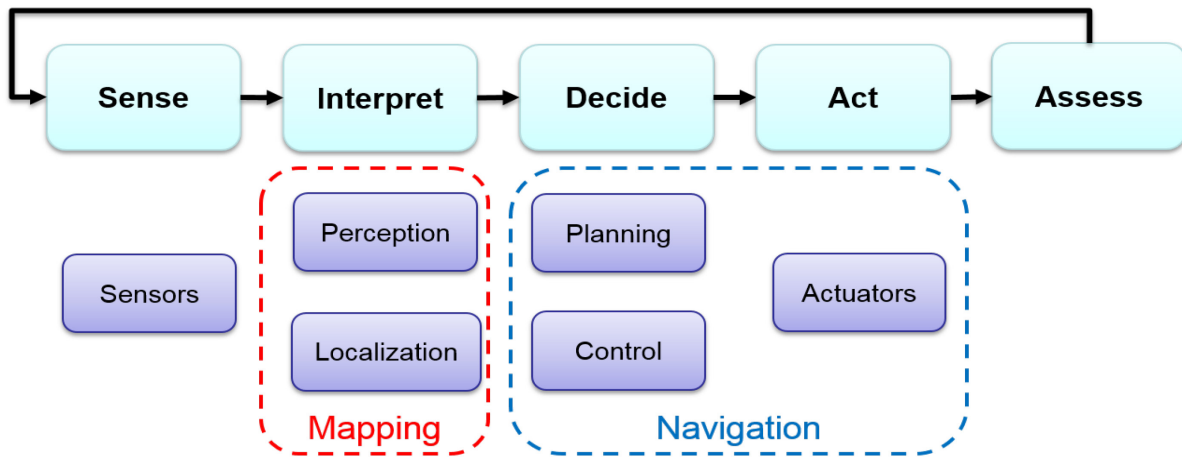 Sense
Interpret
Decide
Act
Assess
Sensors
Perception
Localization
Mapping
Planning
Control
Actuators
Navigation